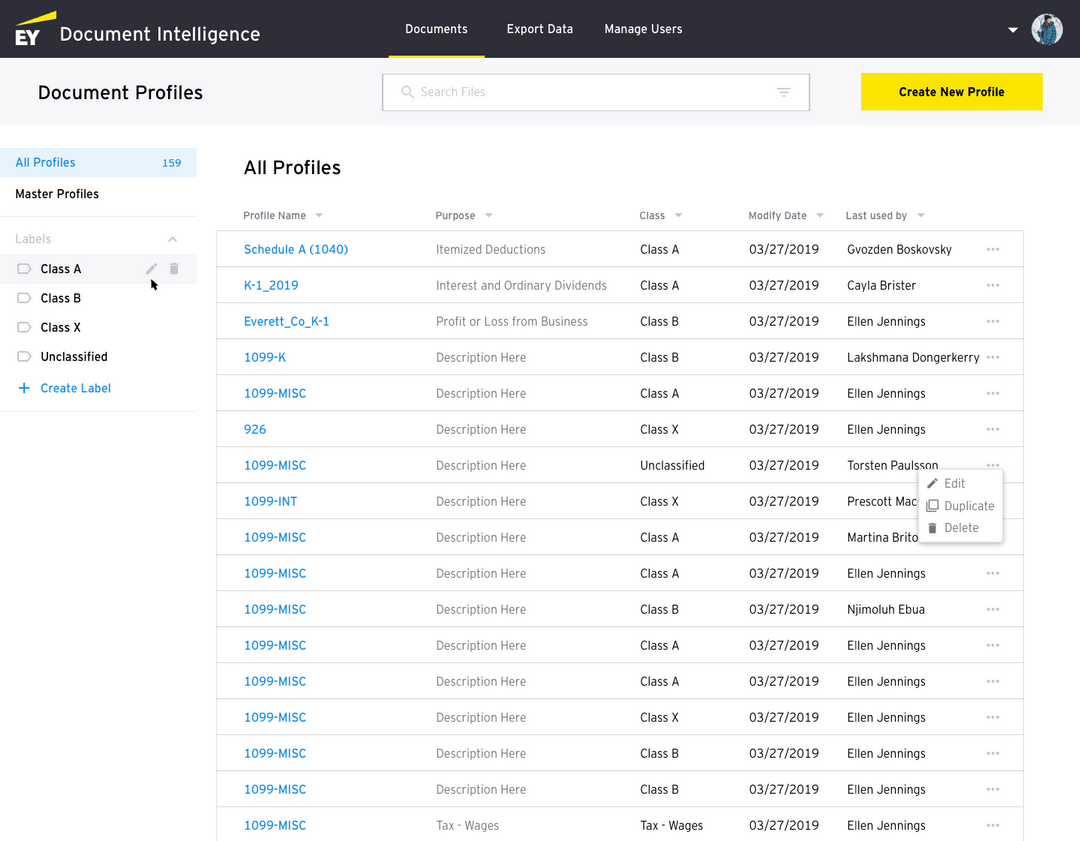 EY Document Intelligence Documents Export Data Manage Users
Document Profiles Search Files Create New Profile
All Profiles 159
Master Profiles
Labels
Class A
Class B
Class X
Unclassified
Create Label
All Profiles
Profile Name Purpose Class Modify Date Last used by
Schedule A (1040) Itemized Deductions Class A 03/27/2019 Gvozden Boskovsky
K-1_2019 Interest and Ordinary Dividends Class A 03/27/2019 Cayla Brister
Everett_Co_K-1 Profit or Loss from Business Class B 03/27/2019 Ellen Jennings
1099-K Description Here Class B 03/27/2019 Lakshmana Dongerkerry
1099-MISC Description Here Class A 03/27/2019 Ellen Jennings
926 Description Here Class X 03/27/2019 Ellen Jennings
1099-MISC Description Here Unclassified 03/27/2019 Torsten Paulsson
1099-INT Description Here Class X 03/27/2019 Prescott Mac
1099-MISC Description Here Class A 03/27/2019 Martina Brito
Edit
Duplicate
Delete
1099-MISC Description Here Class A 03/27/2019 Ellen Jennings
1099-MISC Description Here Class B 03/27/2019 Njimoluh Ebua
1099-MISC Description Here Class A 03/27/2019 Ellen Jennings
1099-MISC Description Here Class A 03/27/2019 Ellen Jennings
1099-MISC Description Here Class X 03/27/2019 Ellen Jennings
1099-MISC Description Here Class B 03/27/2019 Ellen Jennings
1099-MISC Description Here Class B 03/27/2019 Ellen Jennings
1099-MISC Tax - Wages Tax - Wages 03/27/2019 Ellen Jennings